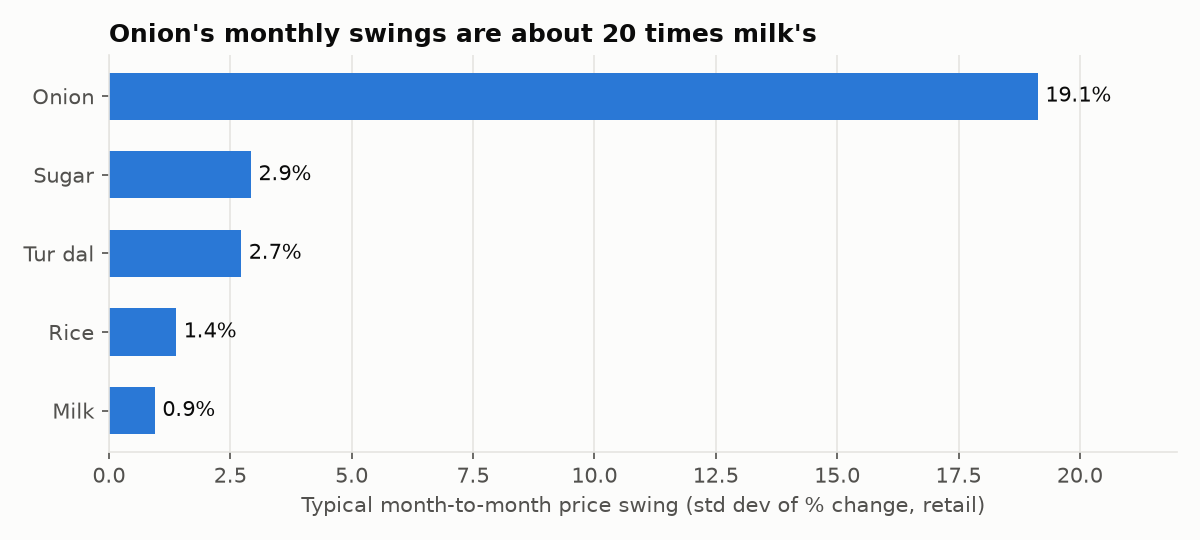 Onion's monthly swings are about 20 times milk's
Onion 19.1%
Sugar 2.9%
Tur dal 2.7%
Rice 1.4%
Milk 0.9%
0.0 2.5 5.0 7.5 10.0 12.5 15.0 17.5 20.0
Typical month-to-month price swing (std dev of % change, retail)